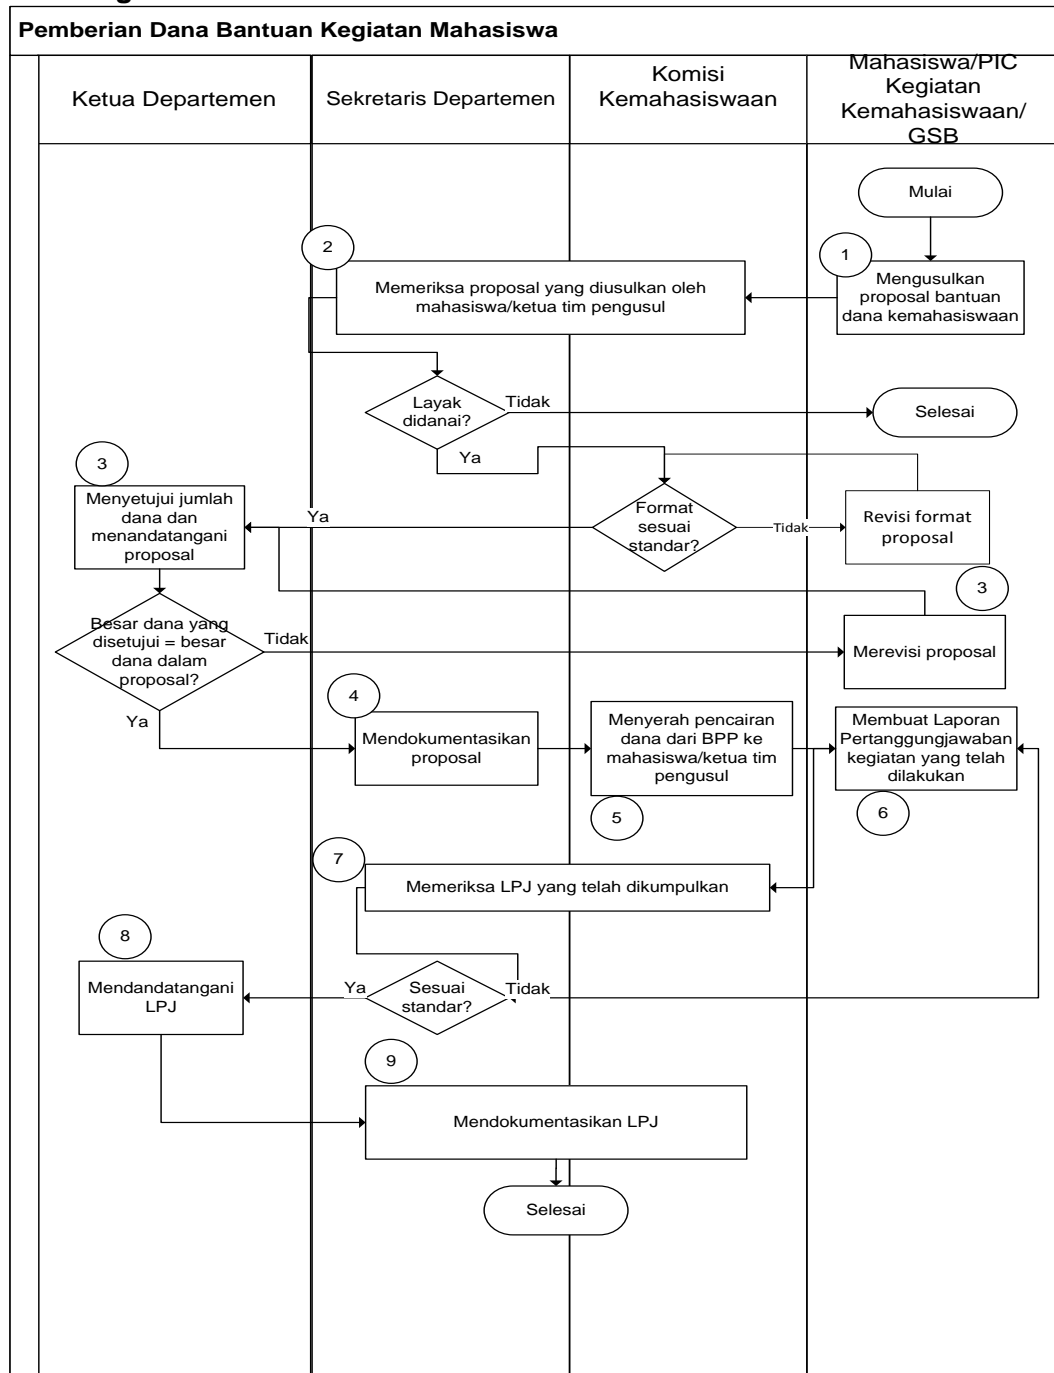 Pemberian Dana Bantuan Kegiatan Mahasiswa
Ketua Departemen
Sekretaris Departemen
Komisi
Kemahasiswaan
Mahasiswa/PIC
Kegiatan
Kemahasiswaan/
GSB
Mulai
2
1
Memeriksa proposal yang diusulkan oleh
mahasiswa/ketua tim pengusul
Mengusulkan
proposal bantuan
dana kemahasiswaan
Layak
didanai?
Tidak
Selesai
Ya
3
Menyetujui jumlah
dana dan
menandatangani
proposal
Ya
Format
sesuai
standar?
Tidak
Revisi format
proposal
3
Besar dana yang
disetujui = besar
dana dalam
proposal?
Tidak
Merevisi proposal
Ya
4
Mendokumentasikan
proposal
Menyerah pencairan
dana dari BPP ke
mahasiswa/ketua tim
pengusul
5
Membuat Laporan
Pertanggungjawaban
kegiatan yang telah
dilakukan
6
7
Memeriksa LPJ yang telah dikumpulkan
8
Mendandatangani
LPJ
Ya
Sesuai
standar?
Tidak
9
Mendokumentasikan LPJ
Selesai